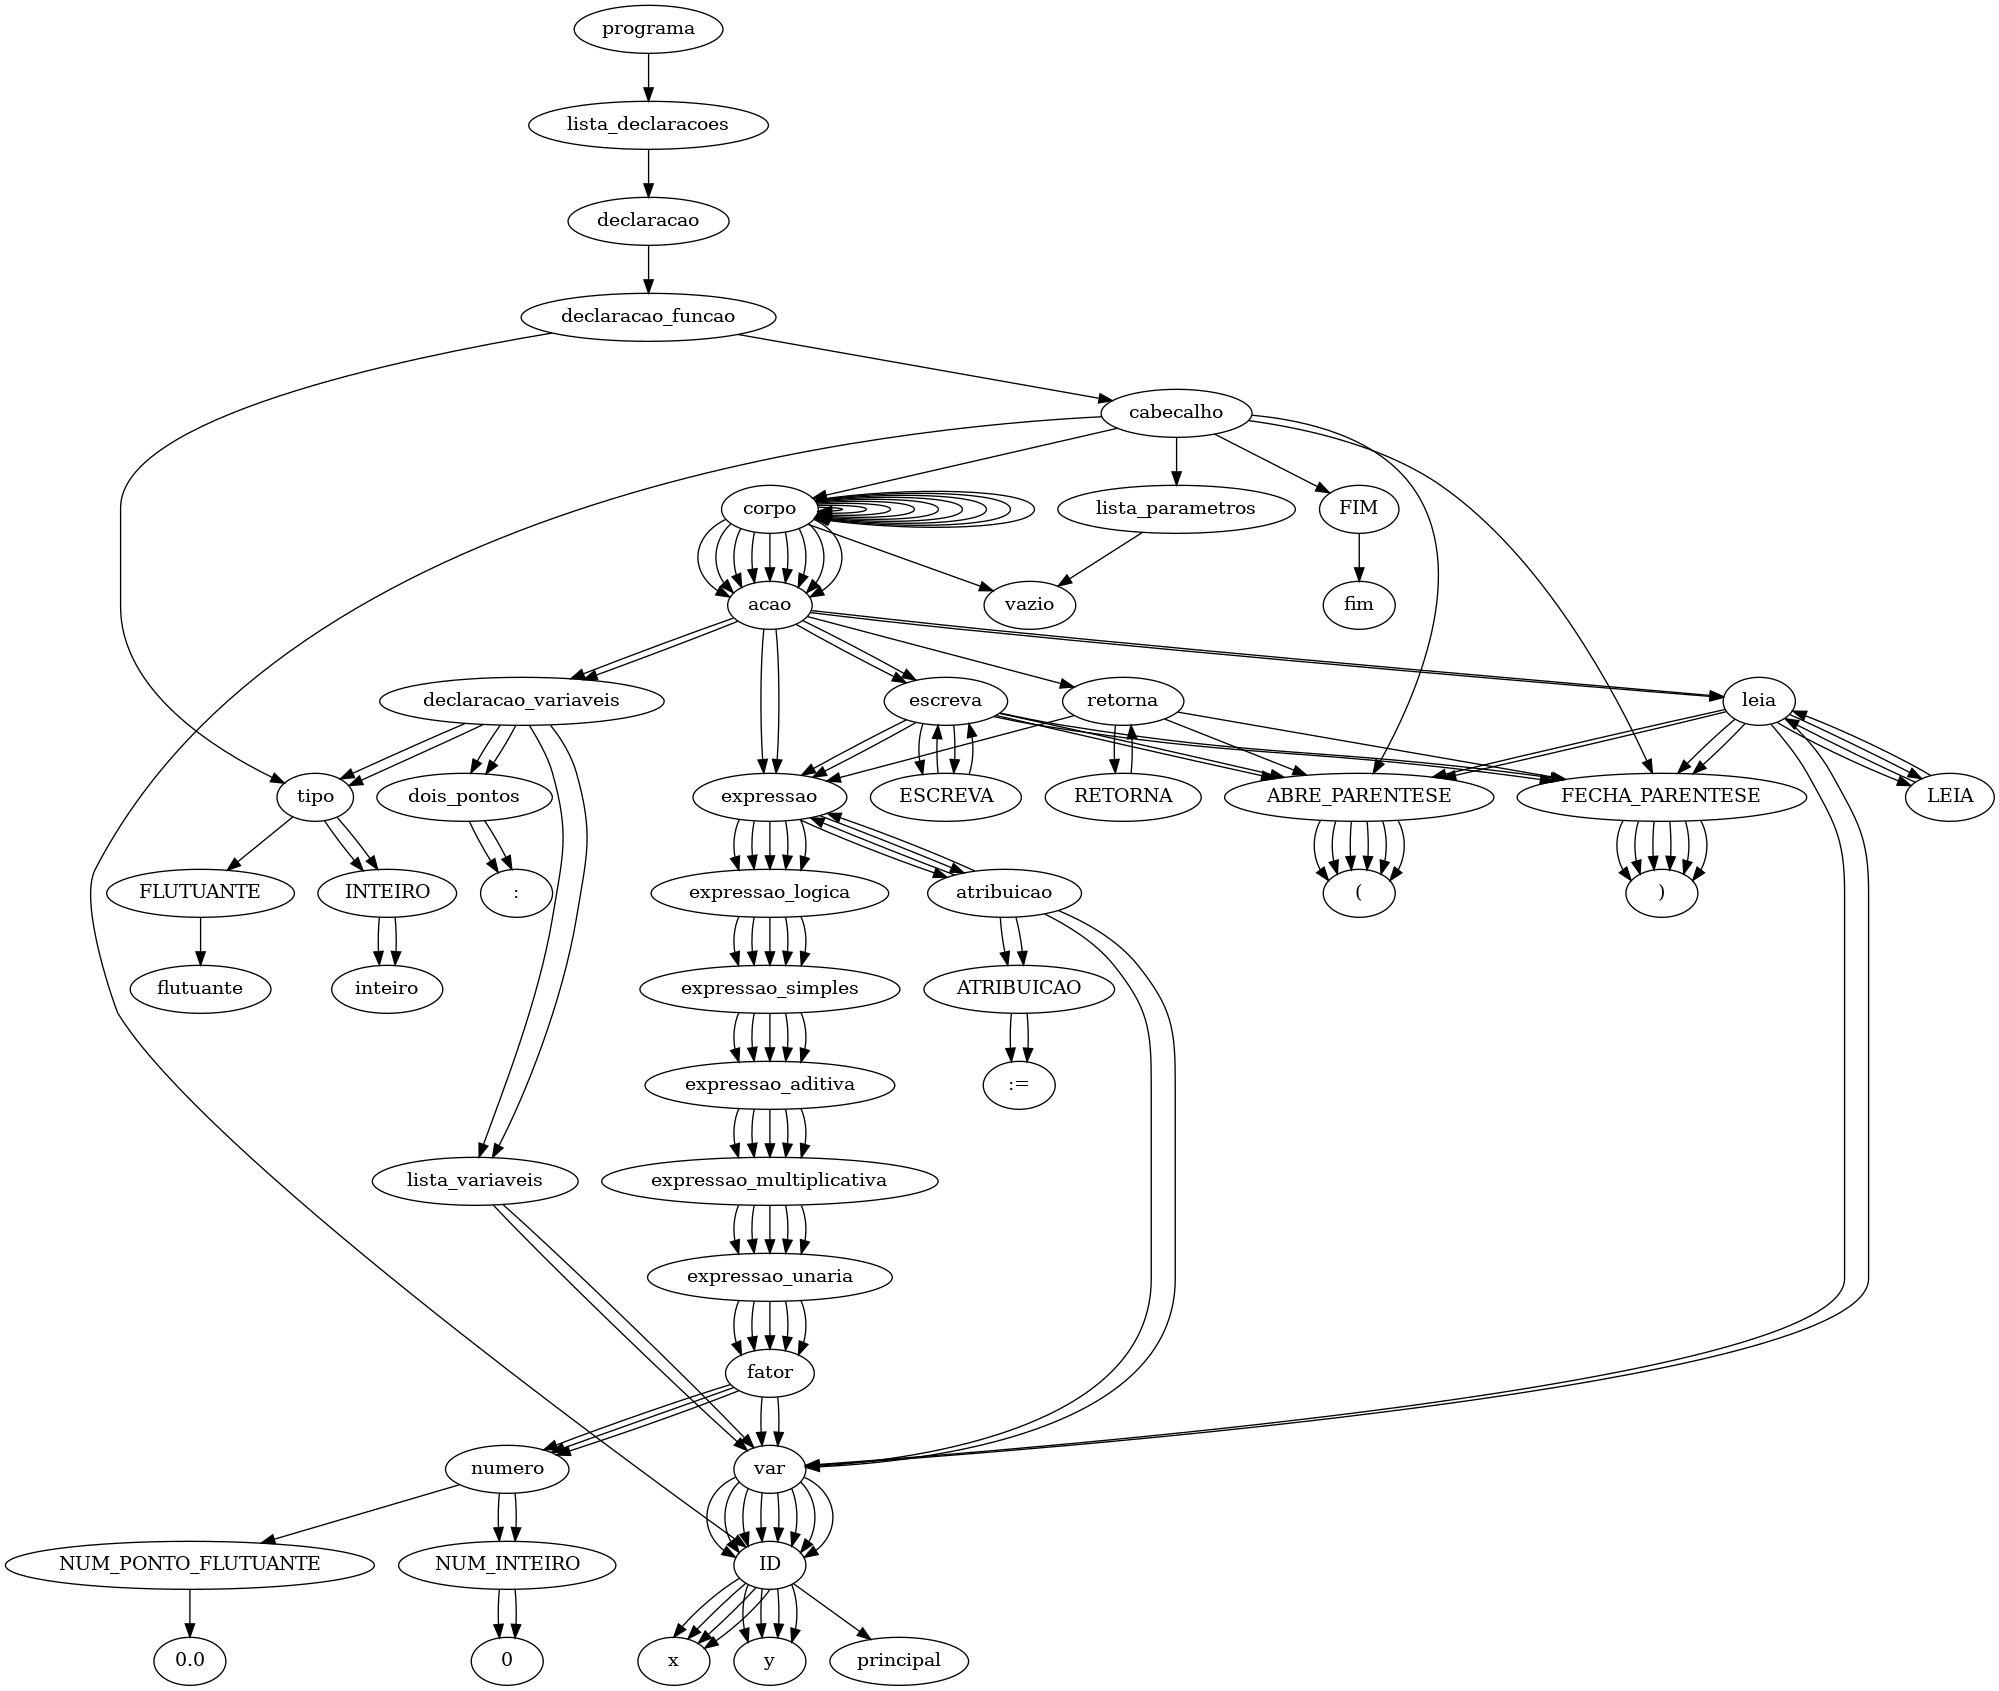 programa
lista_declaracoes
declaracao
declaracao_funcao
cabecalho
corpo
lista_parametros
FIM
acao
vazio
fim
declaracao_variaveis
escreva
retorna
leia
tipo
dois_pontos
expressao
ESCREVA
RETORNA
ABRE_PARENTESE
FECHA_PARENTESE
LEIA
FLUTUANTE
INTEIRO
:
expressao_logica
atribuicao
(
)
flutuante
inteiro
expressao_simples
ATRIBUICAO
expressao_aditiva
:=
lista_variaveis
expressao_multiplicativa
expressao_unaria
fator
numero
var
NUM_PONTO_FLUTUANTE
NUM_INTEIRO
ID
0.0
0
x
y
principal